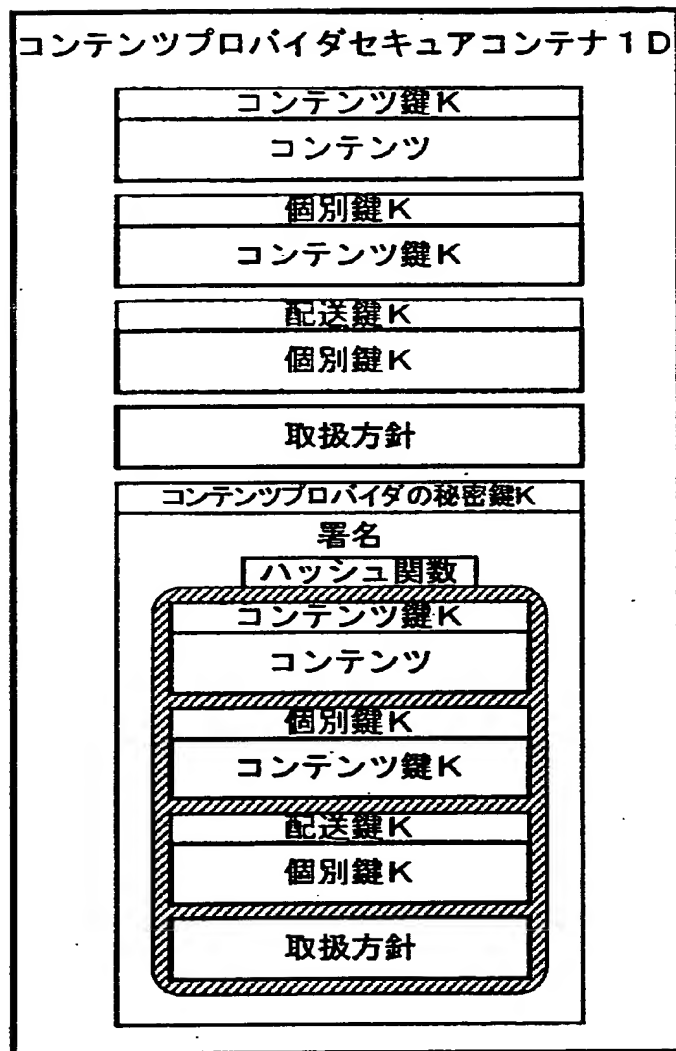 コンテンツプロバイダセキュアコンテナ1D
コンテンツ鍵K
コンテンツ
個別鍵K
コンテンツ鍵K
配送鍵K
個別鍵K
取扱方針
コンテンツプロバイダの秘密鍵K
署名
ハッシュ関数
コンテンツ鍵K
コンテンツ
個別鍵K
コンテンツ鍵K
配送鍵K
個別鍵K
取扱方針